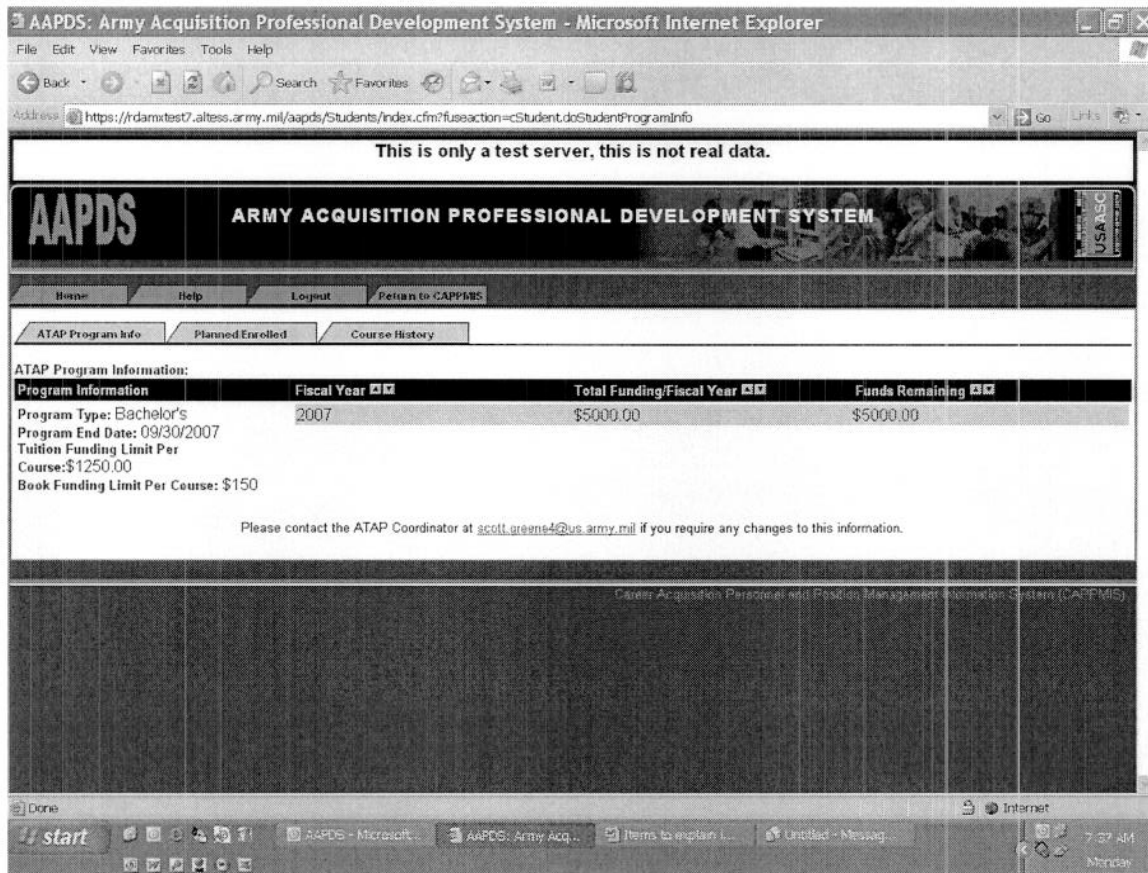 AAPDS: Army Acquisition Professional Development System - Microsoft Internet Explorer
File Edit View Favorites Tools Help
Back Search Favorites
Address https://rdamxtest7.altess.army.mil/aapds/Students/index.cfm?fuseaction=cStudent.doStudentProgramInfo Go Links
This is only a test server, this is not real data.
AAPDS ARMY ACQUISITION PROFESSIONAL DEVELOPMENT SYSTEM USAASC
Home Help Logout Return to CAPPMIS
ATAP Program Info Planned/Enrolled Course History
ATAP Program Information:
Program Information Fiscal Year Total Funding/Fiscal Year Funds Remaining
Program Type: Bachelor's 2007 $5000.00 $5000.00
Program End Date: 09/30/2007
Tuition Funding Limit Per
Course:$1250.00
Book Funding Limit Per Course: $150
Please contact the ATAP Coordinator at scott.greene4@us.army.mil if you require any changes to this information.
Career Acquisition Personnel and Position Management Information System (CAPPMIS)
Done Internet
start AAPDS - Microsoft... AAPDS: Army Acq... Items to explain i... Untitled - Messag... 7:37 AM
Monday